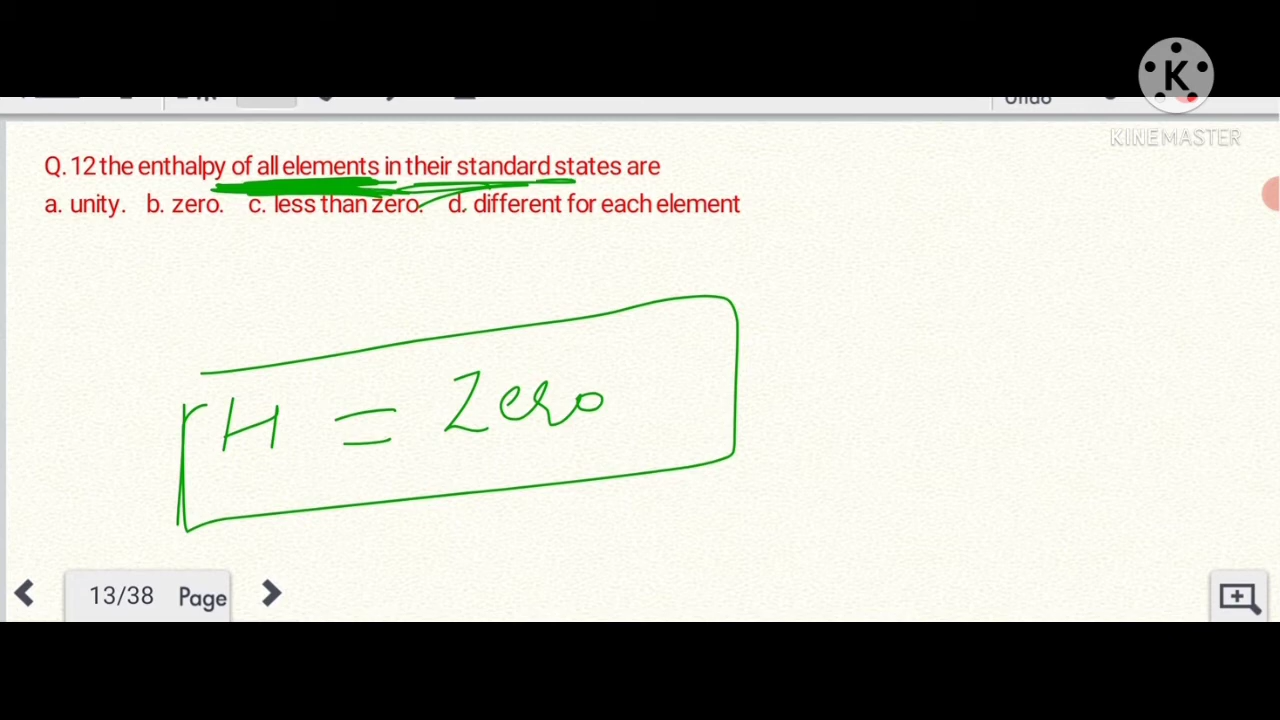 K
KINEMASTER
Undo
Q. 12 the enthalpy of all elements in their standard states are
a. unity. b. zero. c. less than zero. d. different for each element
H = Zero
13/38 Page